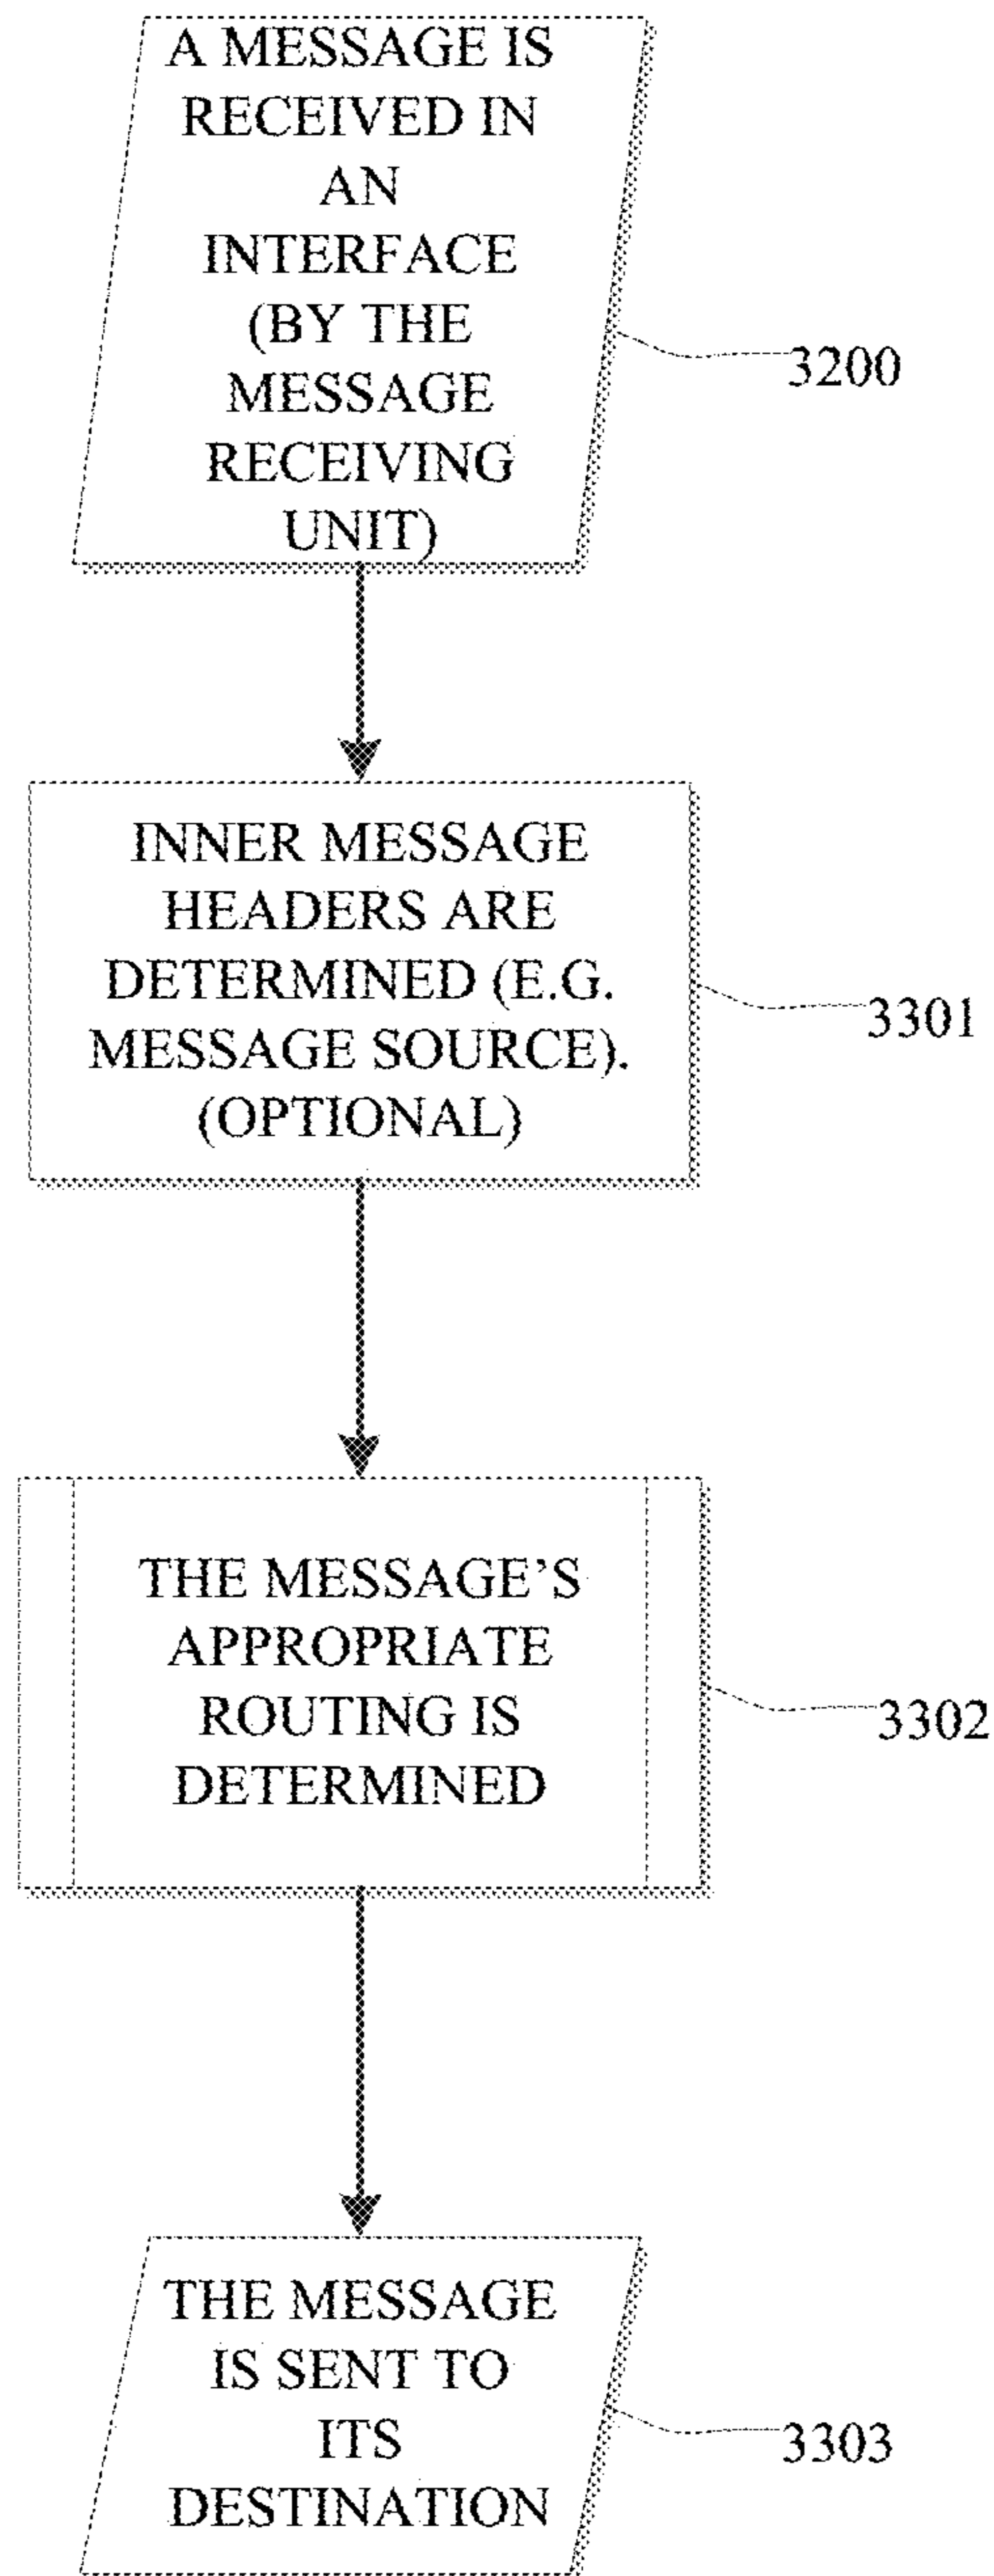 A MESSAGE IS
RECEIVED IN
AN
INTERFACE
(BY THE
MESSAGE
RECEIVING
UNIT)
3200
INNER MESSAGE
HEADERS ARE
DETERMINED (E.G.
MESSAGE SOURCE).
(OPTIONAL)
3301
THE MESSAGE’S
APPROPRIATE
ROUTING IS
DETERMINED
3302
THE MESSAGE
IS SENT TO
ITS
DESTINATION
3303